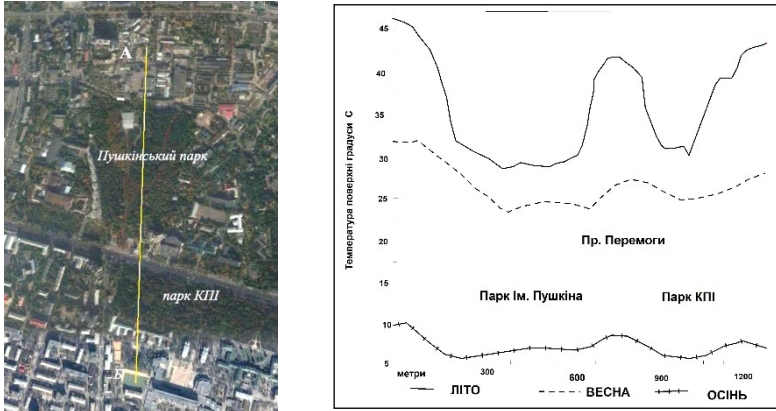 А
Пушкінський парк
парк КПІ
Б
Температура поверхні градуси С
45
40
35
30
25
20
15
10
5
Пр. Перемоги
Парк Ім. Пушкіна
Парк КПІ
метри
300
600
900
1200
ЛІТО
ВЕСНА
ОСІНЬ